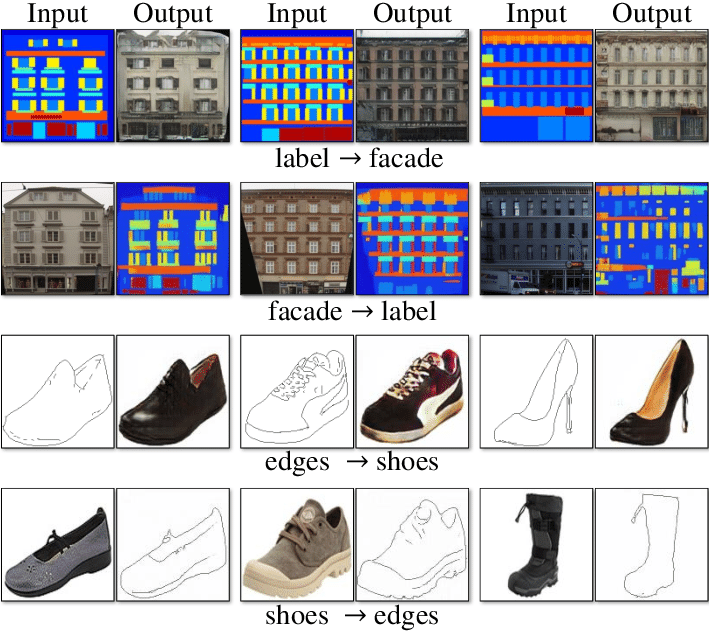 Input Output Input Output Input Output
label → facade
facade → label
edges → shoes
shoes → edges